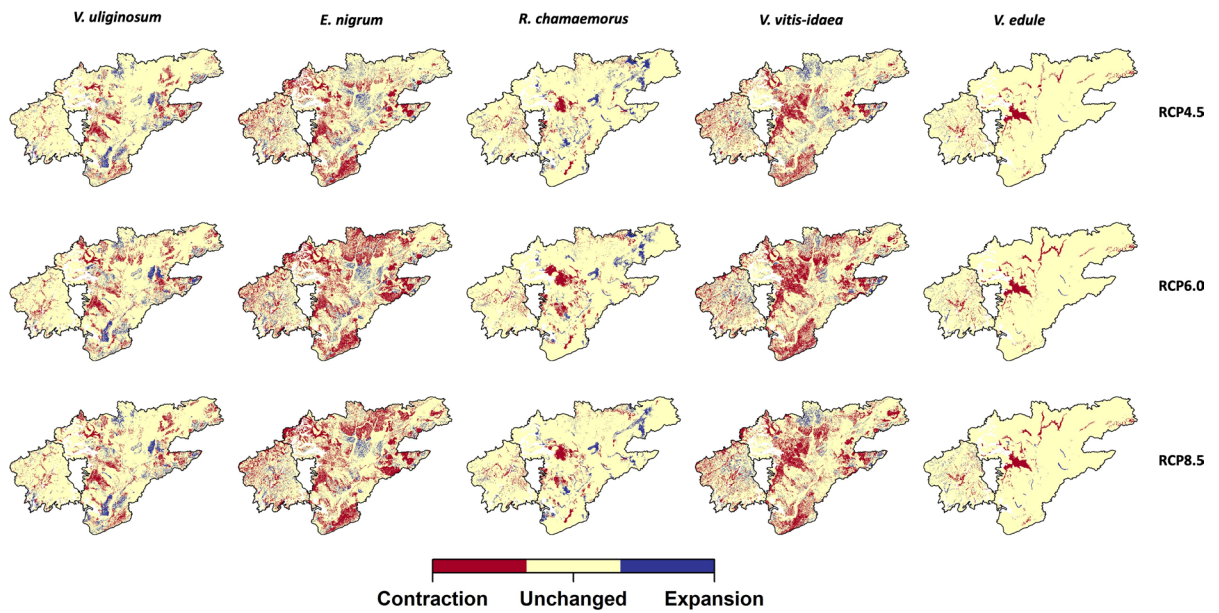 V. uliginosum E. nigrum R. chamaemorus V. vitis-idaea V. edule
RCP4.5
RCP6.0
RCP8.5
Contraction Unchanged Expansion